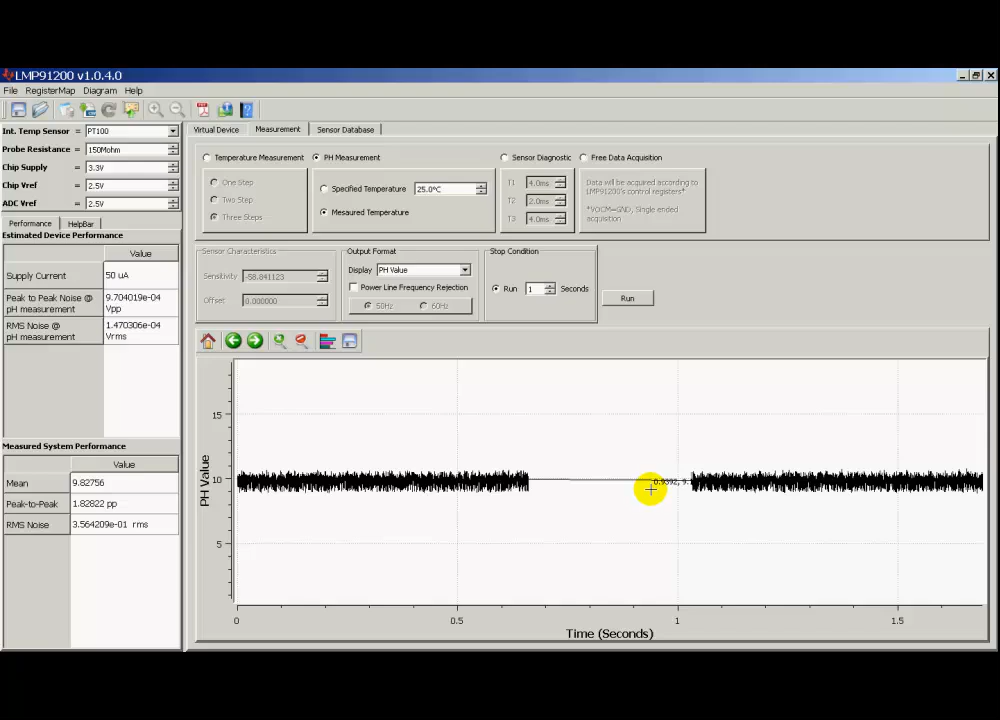 LMP91200 v1.0.4.0
File RegisterMap Diagram Help
Int. Temp Sensor = PT100
Probe Resistance = 150Mohm
Chip Supply = 3.3V
Chip Vref = 2.5V
ADC Vref = 2.5V
Performance HelpBar
Estimated Device Performance
Value
Supply Current 50 uA
Peak to Peak Noise @ pH measurement 9.704019e-04 Vpp
RMS Noise @ pH measurement 1.470306e-04 Vrms
Measured System Performance
Value
Mean 9.82756
Peak-to-Peak 1.82822 pp
RMS Noise 3.564209e-01 rms
Virtual Device Measurement Sensor Database
Temperature Measurement PH Measurement Sensor Diagnostic Free Data Acquisition
One Step
Two Step
Three Steps
Specified Temperature 25.0°C
Mesaured Temperature
T1 4.0ms
T2 2.0ms
T3 4.0ms
Data will be acquired according to
LMP91200's control registers*
*VOCM=GND, Single ended
acquisition
Sensor Characteristics
Sensitivity -58.841123
Offset 0.000000
Output Format
Display PH Value
Power Line Frequency Rejection
50Hz 60Hz
Stop Condition
Run 1 Seconds
Run
PH Value
15
10
5
0.9392, 9.
0 0.5 1 1.5
Time (Seconds)